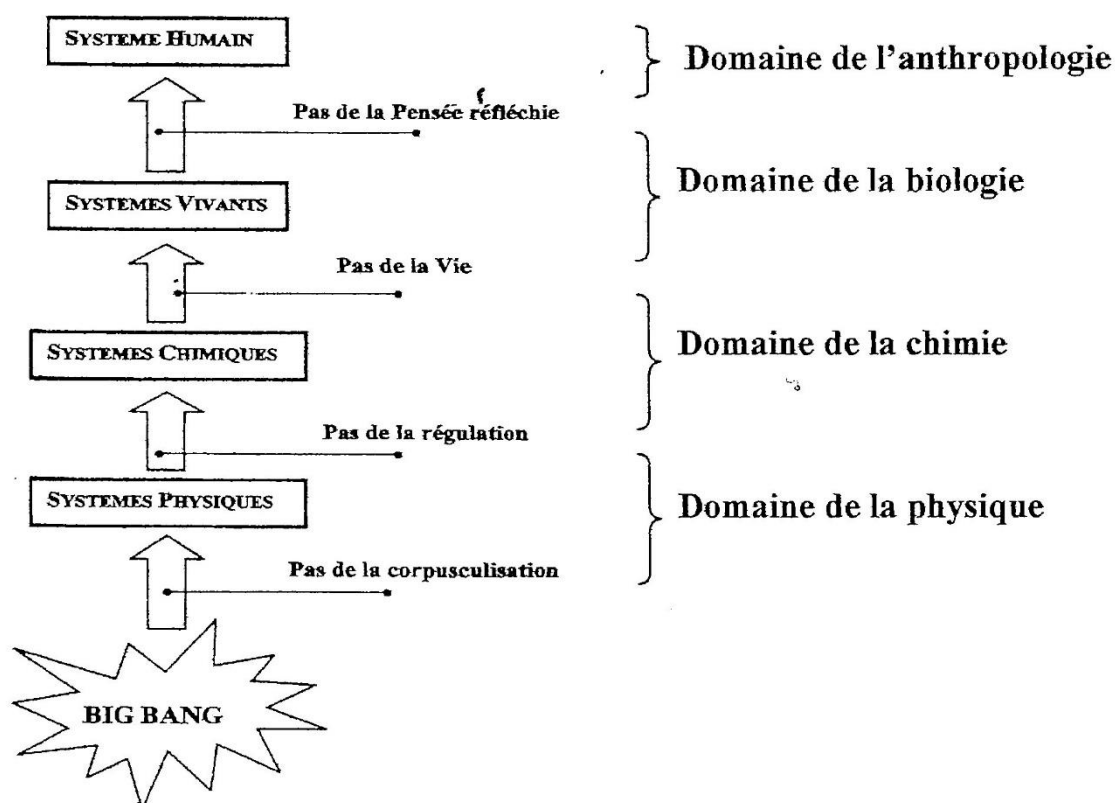 SYSTEME HUMAIN
Domaine de l'anthropologie
Pas de la Pensée réfléchie
SYSTEMES VIVANTS
Domaine de la biologie
Pas de la Vie
SYSTEMES CHIMIQUES
Domaine de la chimie
Pas de la régulation
SYSTEMES PHYSIQUES
Domaine de la physique
Pas de la corpusculisation
BIG BANG